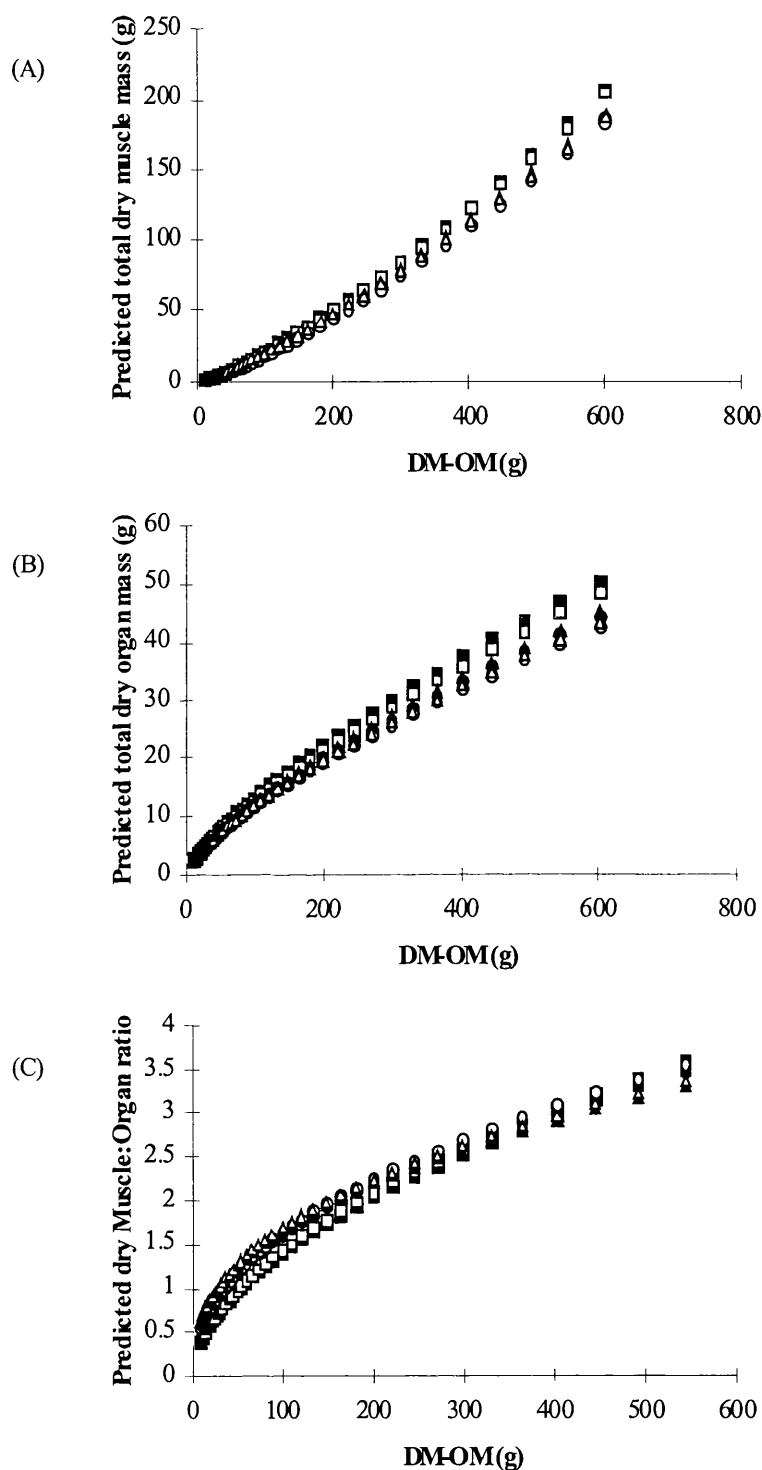 (A)
Predicted total dry muscle mass (g)
250
200
150
100
50
0
0 200 400 600 800
DM-OM (g)
(B)
Predicted total dry organ mass (g)
60
50
40
30
20
10
0
0 200 400 600 800
DM-OM (g)
(C)
Predicted dry Muscle:Organ ratio
4
3.5
3
2.5
2
1.5
1
0.5
0
0 100 200 300 400 500 600
DM-OM (g)